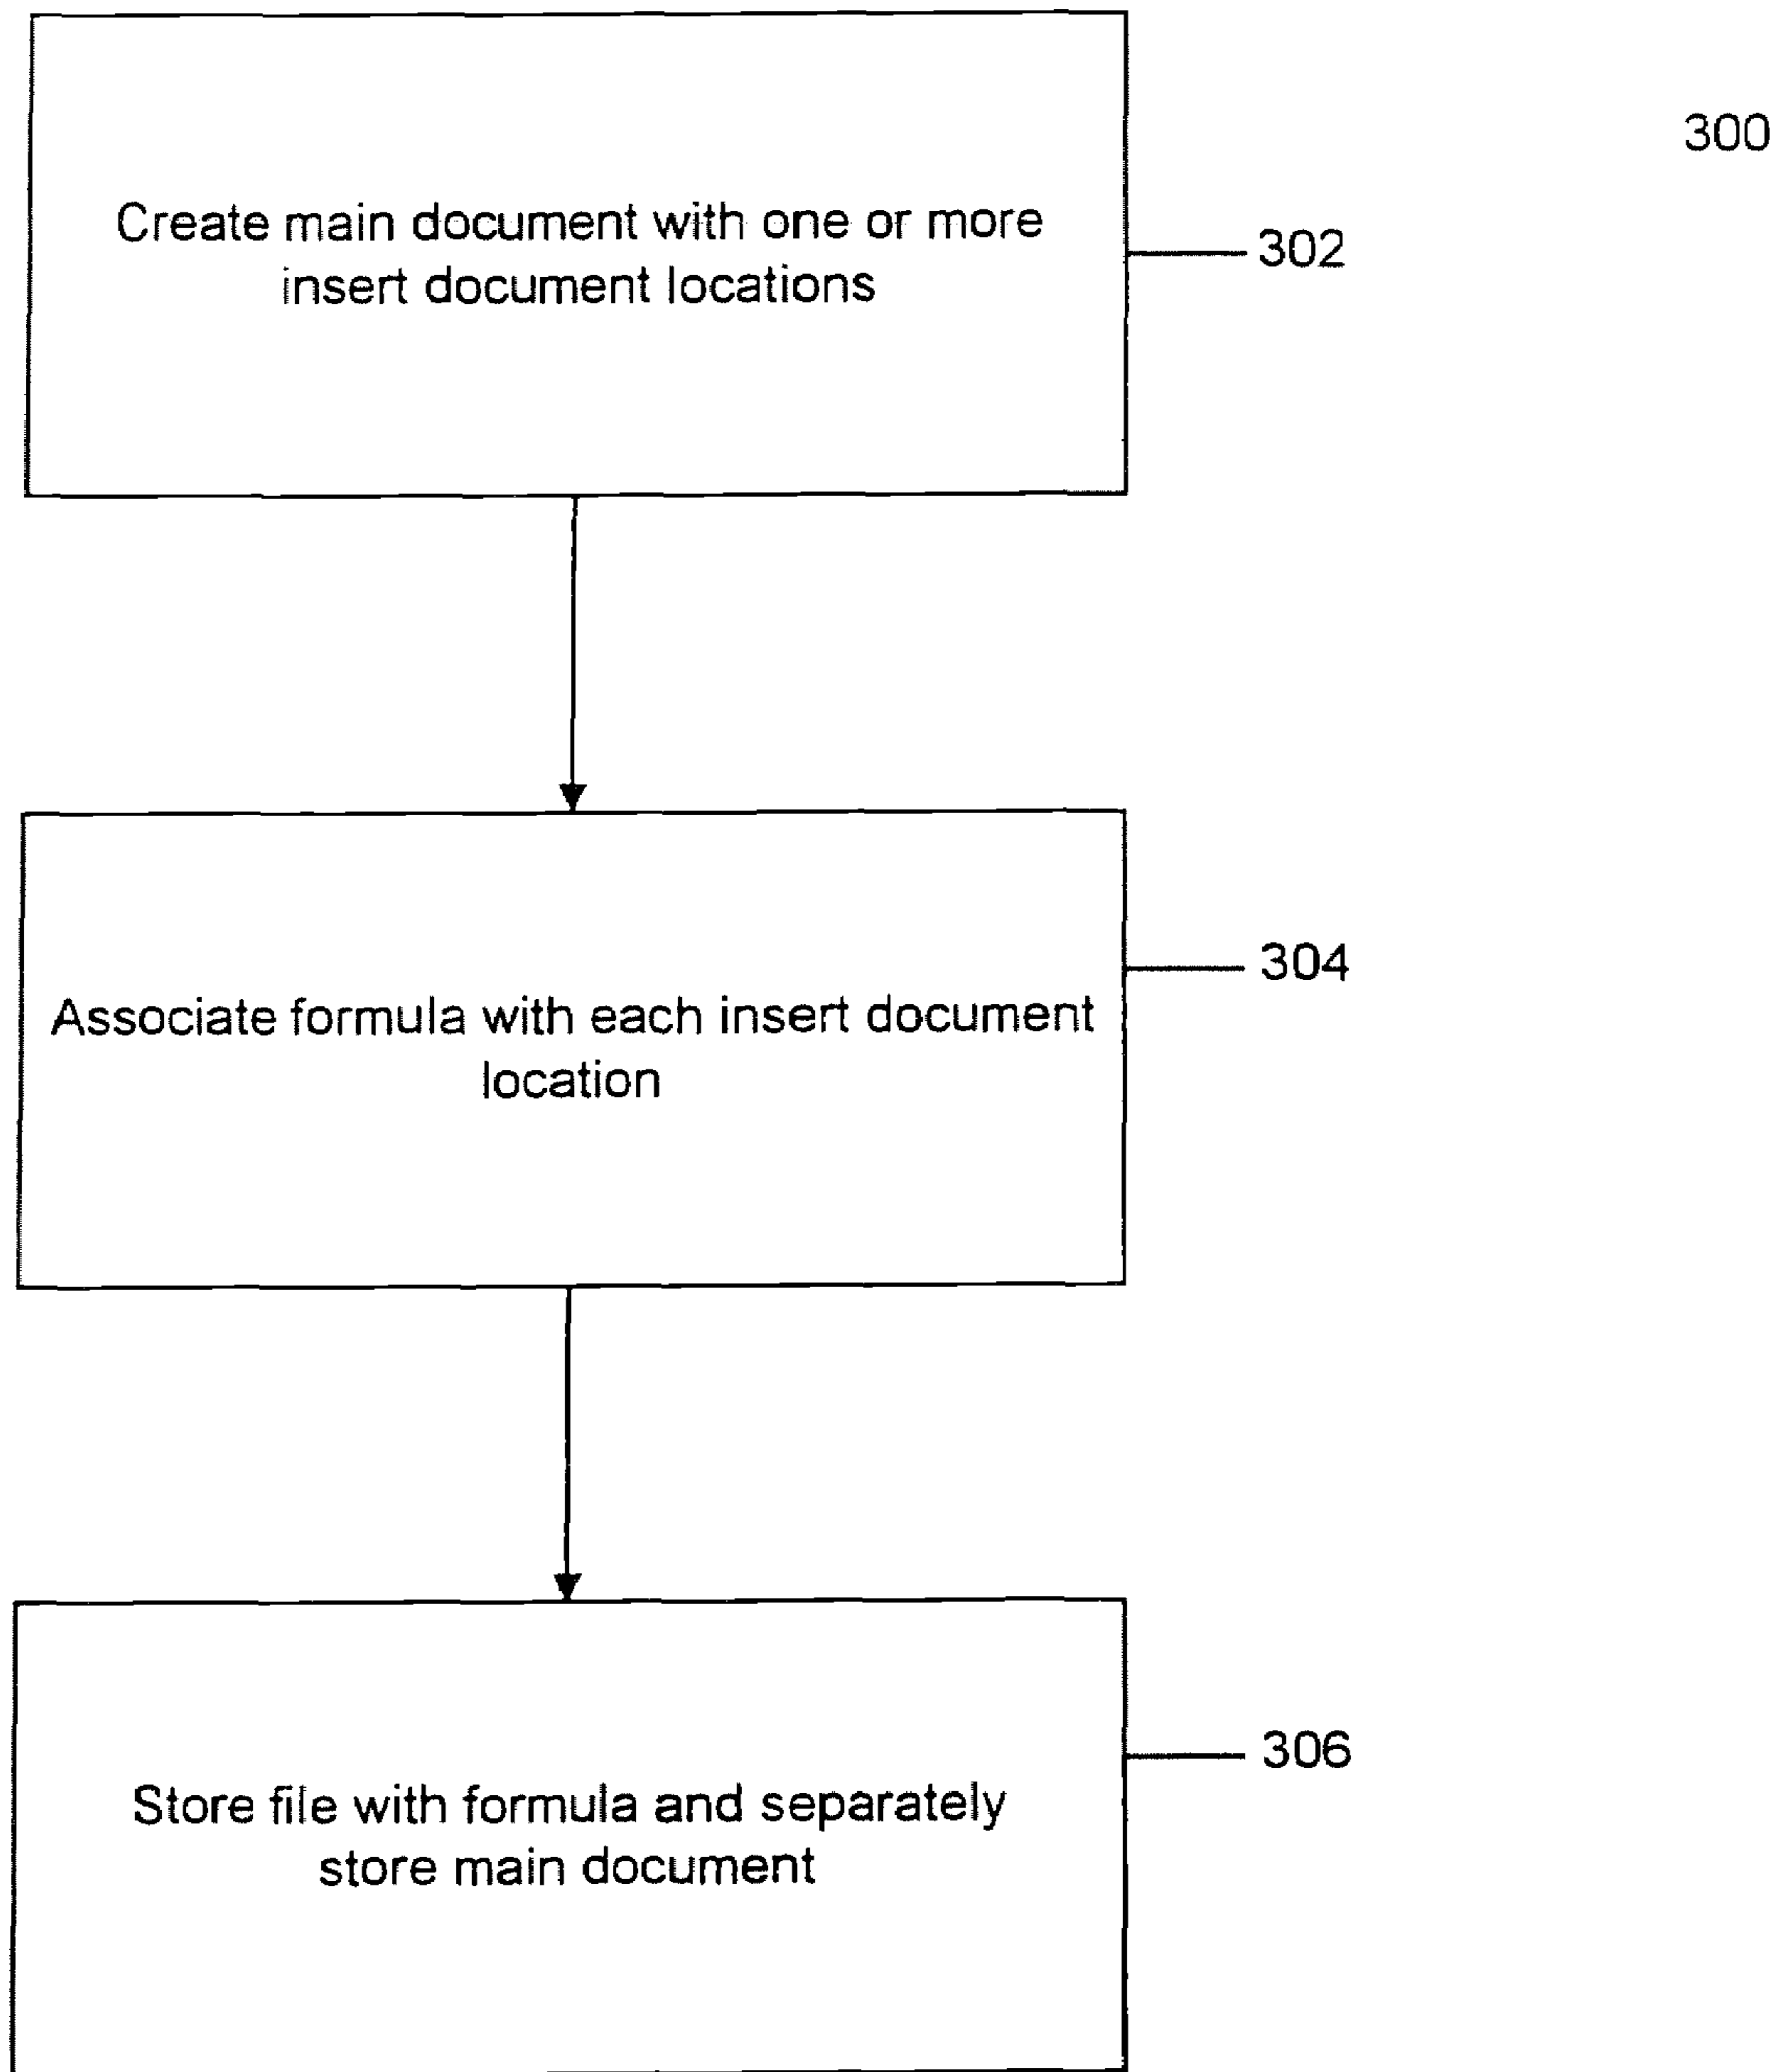 300
Create main document with one or more
insert document locations
302
304
Associate formula with each insert document
location
306
Store file with formula and separately
store main document